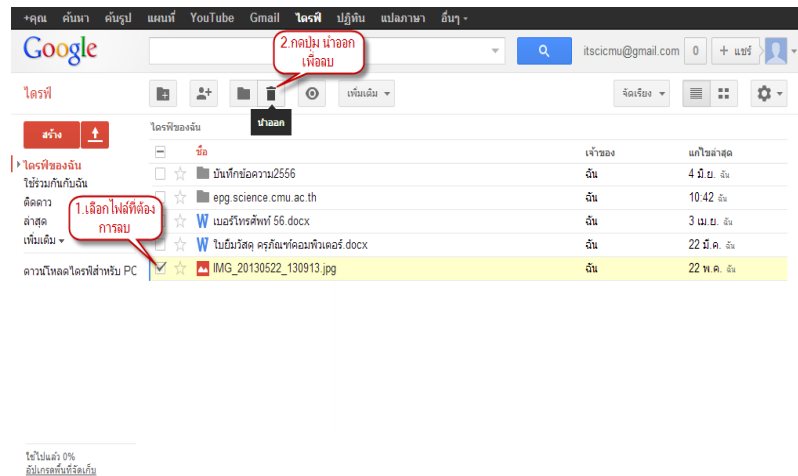 +คุณ ค้นหา ค้นรูป แผนที่ YouTube Gmail ไดรฟ์ ปฏิทิน แปลภาษา อื่นๆ
Google
2.กดปุ่ม นำออก
เพื่อลบ
itscicmu@gmail.com 0 + แชร์
ไดรฟ์
เพิ่มเติม
จัดเรียง
นำออก
สร้าง
ไดรฟ์ของฉัน
ชื่อ เจ้าของ แก้ไขล่าสุด
ไดรฟ์ของฉัน
บันทึกข้อความ2556 ฉัน 4 มิ.ย. ฉัน
ใช้ร่วมกันกับฉัน
epg.science.cmu.ac.th ฉัน 10:42 ฉัน
ติดดาว
1.เลือกไฟล์ที่ต้อง
การลบ
ล่าสุด
เบอร์โทรศัพท์ 56.docx ฉัน 3 เม.ย. ฉัน
เพิ่มเติม
ใบยืมวัสดุ ครุภัณฑ์คอมพิวเตอร์.docx ฉัน 22 มี.ค. ฉัน
ดาวน์โหลดไดรฟ์สำหรับ PC
IMG_20130522_130913.jpg ฉัน 22 พ.ค. ฉัน
ใช้ไปแล้ว 0%
อัปเกรดพื้นที่จัดเก็บ